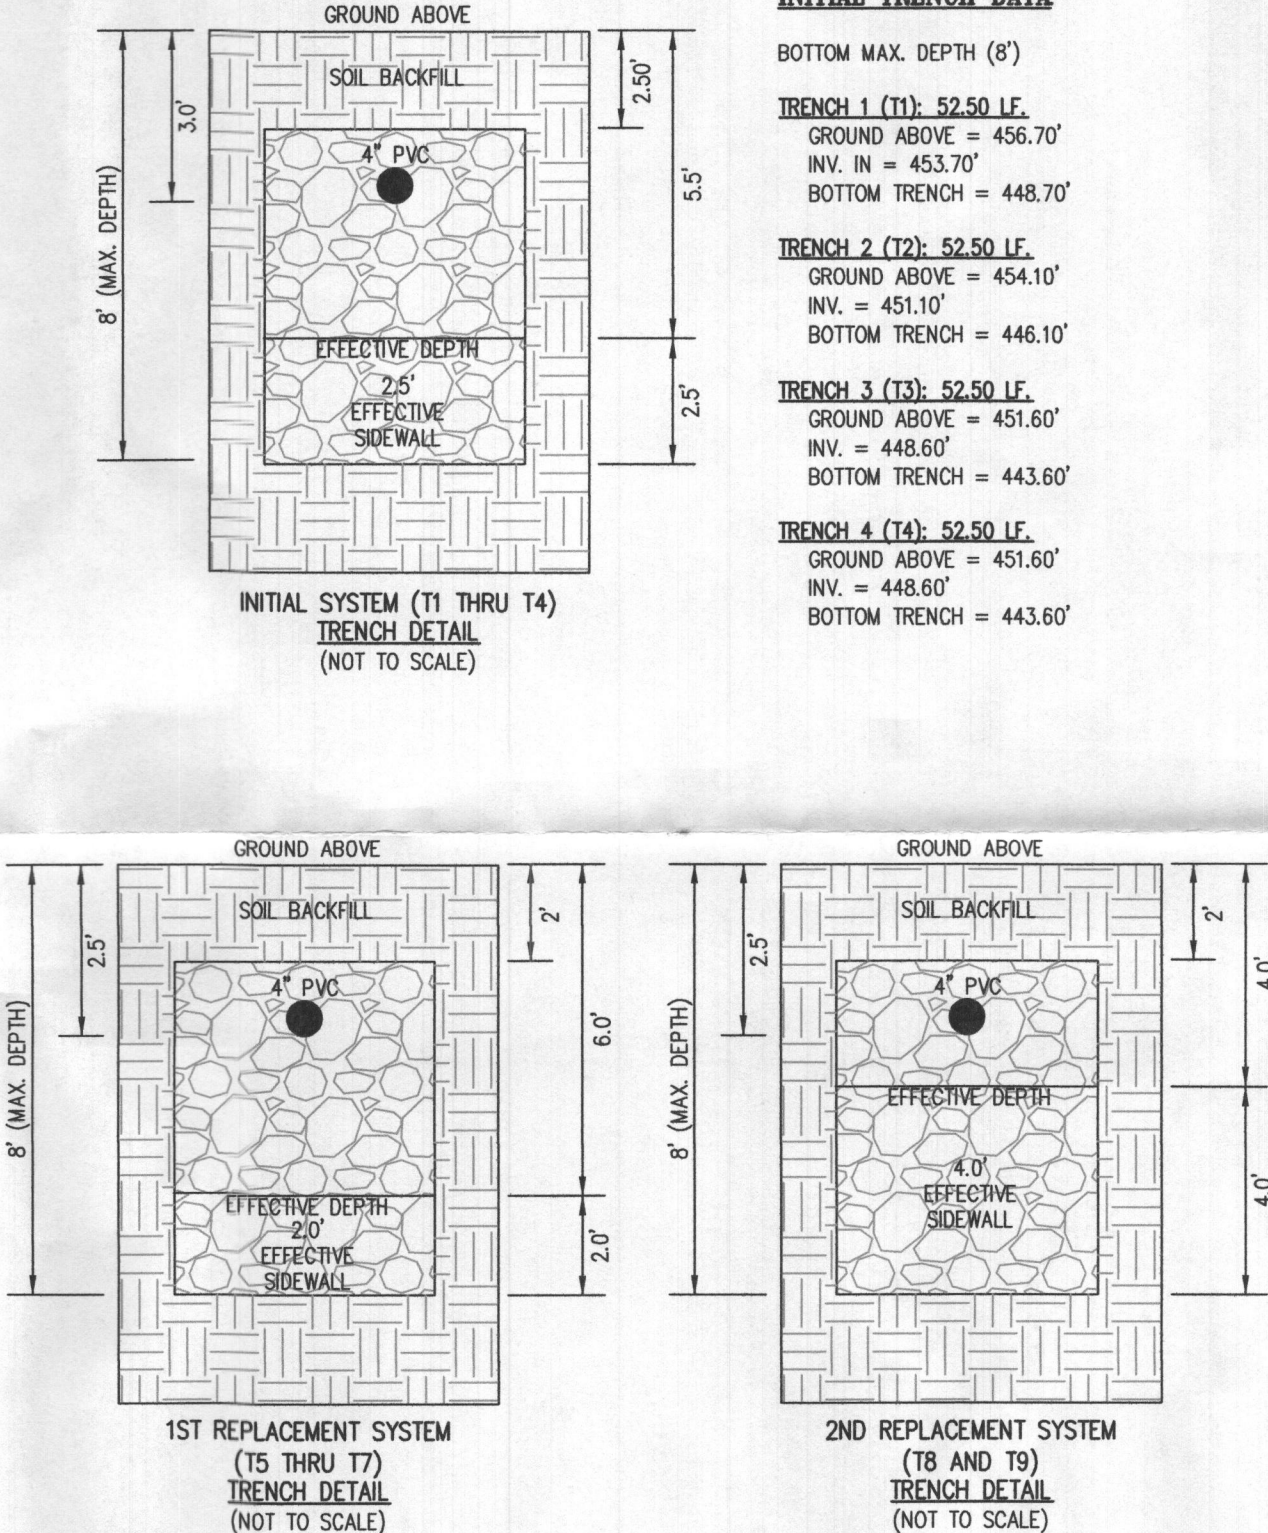 GROUND ABOVE
SOIL BACKFILL
4" PVC
3.0'
8' (MAX. DEPTH)
2.50'
5.5'
2.5'
EFFECTIVE DEPTH
2.5'
EFFECTIVE
SIDEWALL
INITIAL SYSTEM (T1 THRU T4)
TRENCH DETAIL
(NOT TO SCALE)
INITIAL TRENCH DATA
BOTTOM MAX. DEPTH (8')
TRENCH 1 (T1): 52.50 LF.
GROUND ABOVE = 456.70'
INV. IN = 453.70'
BOTTOM TRENCH = 448.70'
TRENCH 2 (T2): 52.50 LF.
GROUND ABOVE = 454.10'
INV. = 451.10'
BOTTOM TRENCH = 446.10'
TRENCH 3 (T3): 52.50 LF.
GROUND ABOVE = 451.60'
INV. = 448.60'
BOTTOM TRENCH = 443.60'
TRENCH 4 (T4): 52.50 LF.
GROUND ABOVE = 451.60'
INV. = 448.60'
BOTTOM TRENCH = 443.60'
GROUND ABOVE
SOIL BACKFILL
4" PVC
2.5'
8' (MAX. DEPTH)
2'
6.0'
2.0'
EFFECTIVE DEPTH
2.0'
EFFECTIVE
SIDEWALL
1ST REPLACEMENT SYSTEM
(T5 THRU T7)
TRENCH DETAIL
(NOT TO SCALE)
GROUND ABOVE
SOIL BACKFILL
4" PVC
2.5'
8' (MAX. DEPTH)
2'
4.0'
4.0'
EFFECTIVE DEPTH
4.0'
EFFECTIVE
SIDEWALL
2ND REPLACEMENT SYSTEM
(T8 AND T9)
TRENCH DETAIL
(NOT TO SCALE)